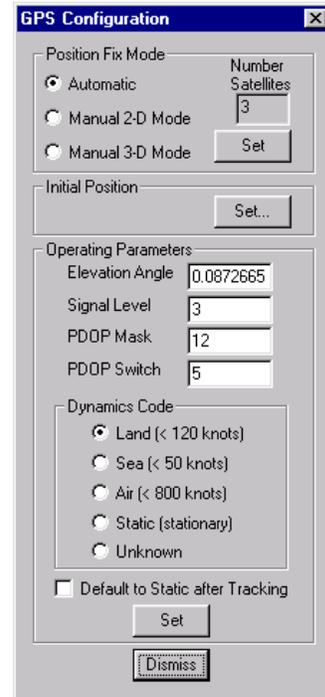 GPS Configuration
Position Fix Mode
Automatic
Manual 2-D Mode
Manual 3-D Mode
Number
Satellites
3
Set
Initial Position
Set...
Operating Parameters
Elevation Angle 0.0872665
Signal Level 3
PDOP Mask 12
PDOP Switch 5
Dynamics Code
Land (< 120 knots)
Sea (< 50 knots)
Air (< 800 knots)
Static (stationary)
Unknown
Default to Static after Tracking
Set
Dismiss